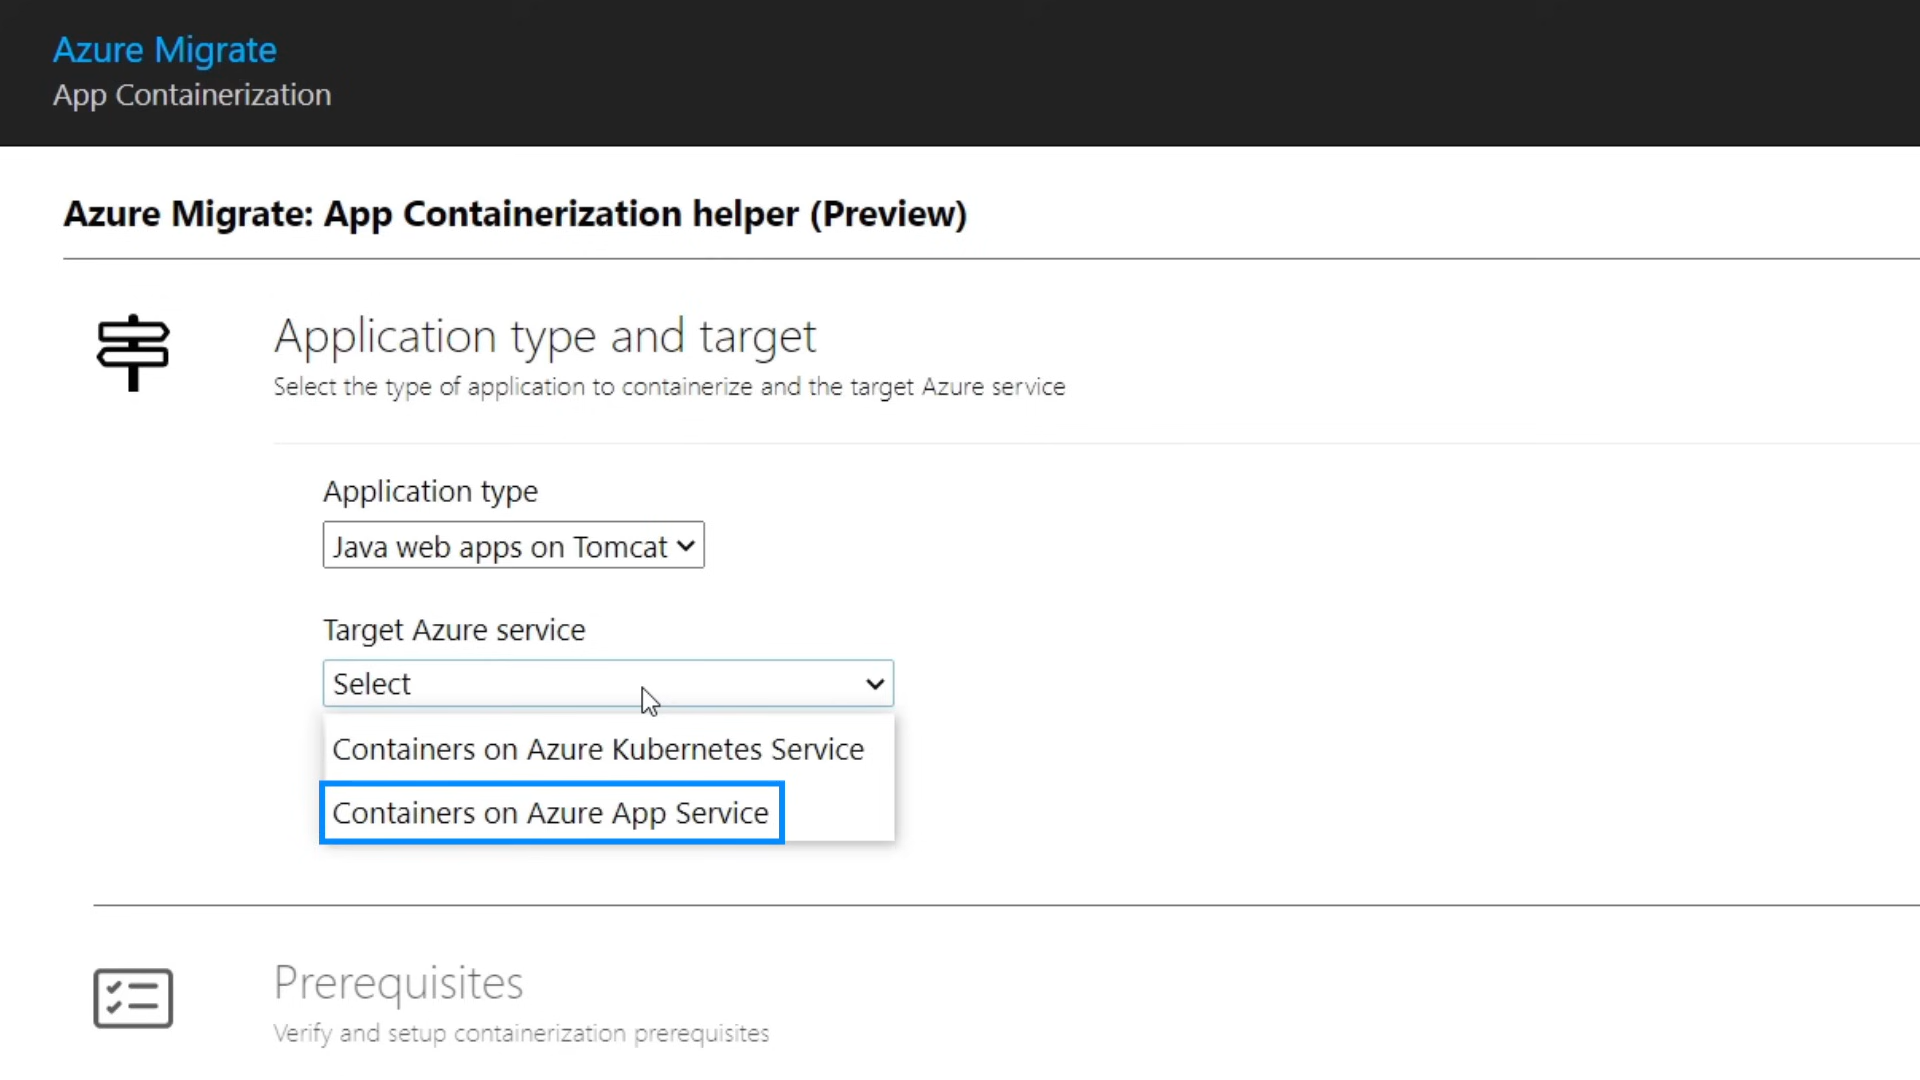 Azure Migrate
App Containerization
Azure Migrate: App Containerization helper (Preview)
Application type and target
Select the type of application to containerize and the target Azure service
Application type
Java web apps on Tomcat
Target Azure service
Select
Containers on Azure Kubernetes Service
Containers on Azure App Service
Prerequisites
Verify and setup containerization prerequisites